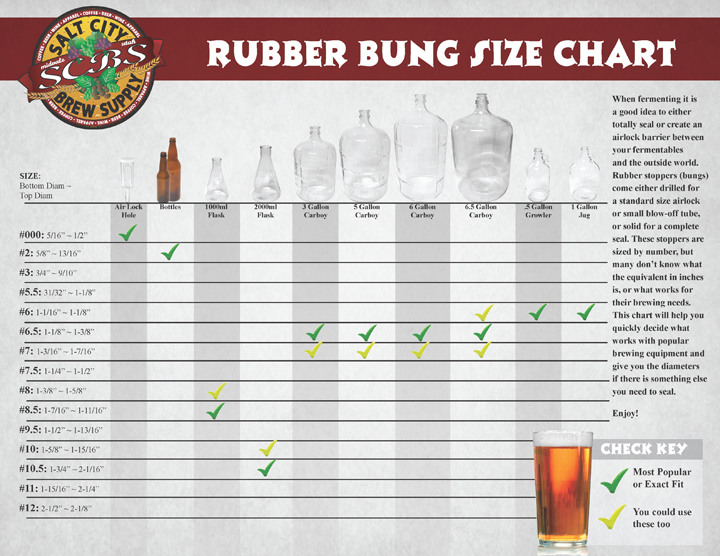 SALT CITY
midvale
utah
SCBS
BREW SUPPLY
RUBBER BUNG SIZE CHART
When fermenting it is
a good idea to either
totally seal or create an
airlock barrier between
your fermentables
and the outside world.
Rubber stoppers (bungs)
come either drilled for
a standard size airlock
or small blow-off tube,
or solid for a complete
seal. These stoppers are
sized by number, but
many don't know what
the equivalent in inches
is, or what works for
their brewing needs.
This chart will help you
quickly decide what
works with popular
brewing equipment and
give you the diameters
if there is something else
you need to seal.
Enjoy!
SIZE:
Bottom Diam ~
Top Diam
Air Lock
Hole
Bottles
1000ml
Flask
2000ml
Flask
3 Gallon
Carboy
5 Gallon
Carboy
6 Gallon
Carboy
6.5 Gallon
Carboy
.5 Gallon
Growler
1 Gallon
Jug
#000: 5/16" ~ 1/2"
#2: 5/8" ~ 13/16"
#3: 3/4" ~ 9/10"
#5.5: 31/32" ~ 1-1/8"
#6: 1-1/16" ~ 1-1/8"
#6.5: 1-1/8" ~ 1-3/8"
#7: 1-3/16" ~ 1-7/16"
#7.5: 1-1/4" ~ 1-1/2"
#8: 1-3/8" ~ 1-5/8"
#8.5: 1-7/16" ~ 1-11/16"
#9.5: 1-1/2" ~ 1-13/16"
#10: 1-5/8" ~ 1-15/16"
#10.5: 1-3/4" ~ 2-1/16"
#11: 1-15/16" ~ 2-1/4"
#12: 2-1/2" ~ 2-1/8"
CHECK KEY
Most Popular
or Exact Fit
You could use
these too